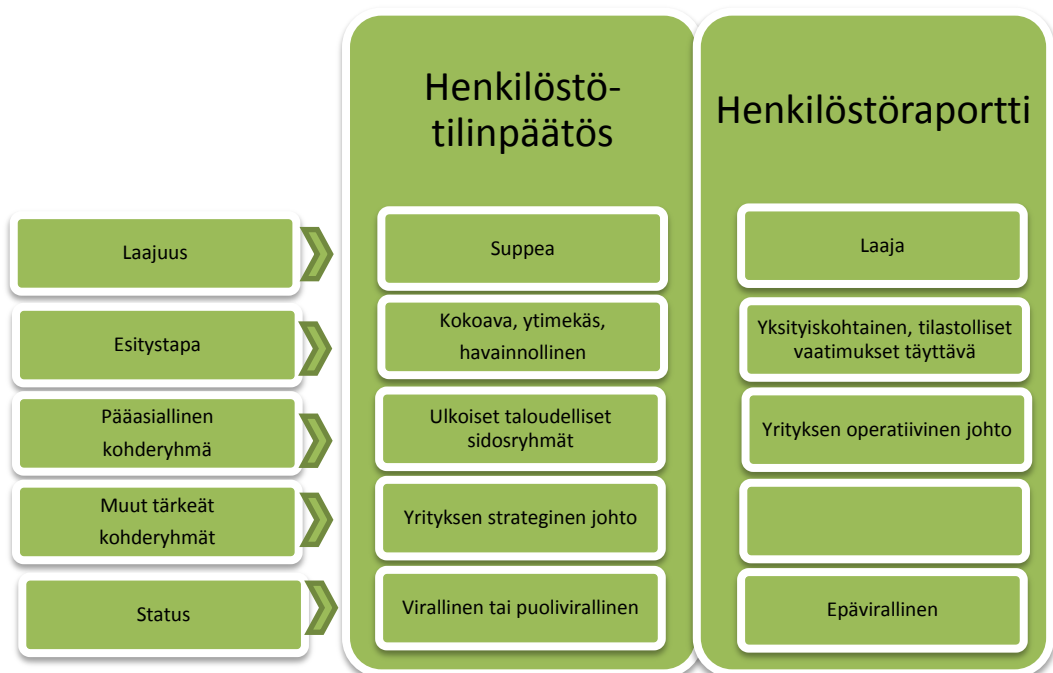 Henkilöstö-
tilinpäätös
Henkilöstöraportti
Laajuus
Suppea
Laaja
Esitystapa
Kokoava, ytimekäs,
havainnollinen
Yksityiskohtainen, tilastolliset
vaatimukset täyttävä
Pääasiallinen
kohderyhmä
Ulkoiset taloudelliset
sidosryhmät
Yrityksen operatiivinen johto
Muut tärkeät
kohderyhmät
Yrityksen strateginen johto
Status
Virallinen tai puolivirallinen
Epävirallinen